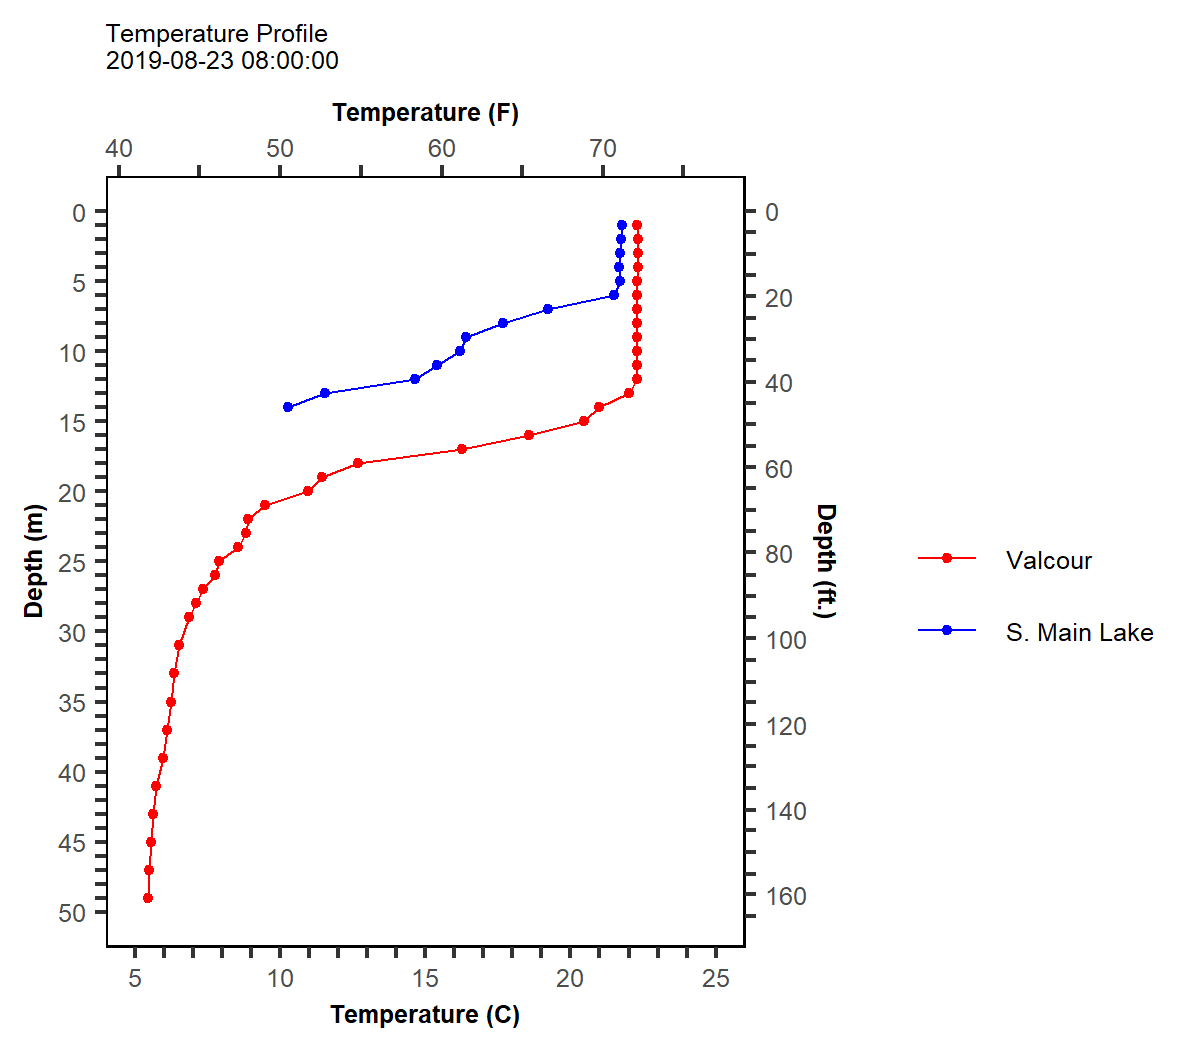 Temperature Profile
2019-08-23 08:00:00
Temperature (F)
40 50 60 70
0
5
10
15
20
25
30
35
40
45
50
Depth (m)
0
20
40
60
80
100
120
140
160
Depth (ft.)
Valcour
S. Main Lake
5 10 15 20 25
Temperature (C)